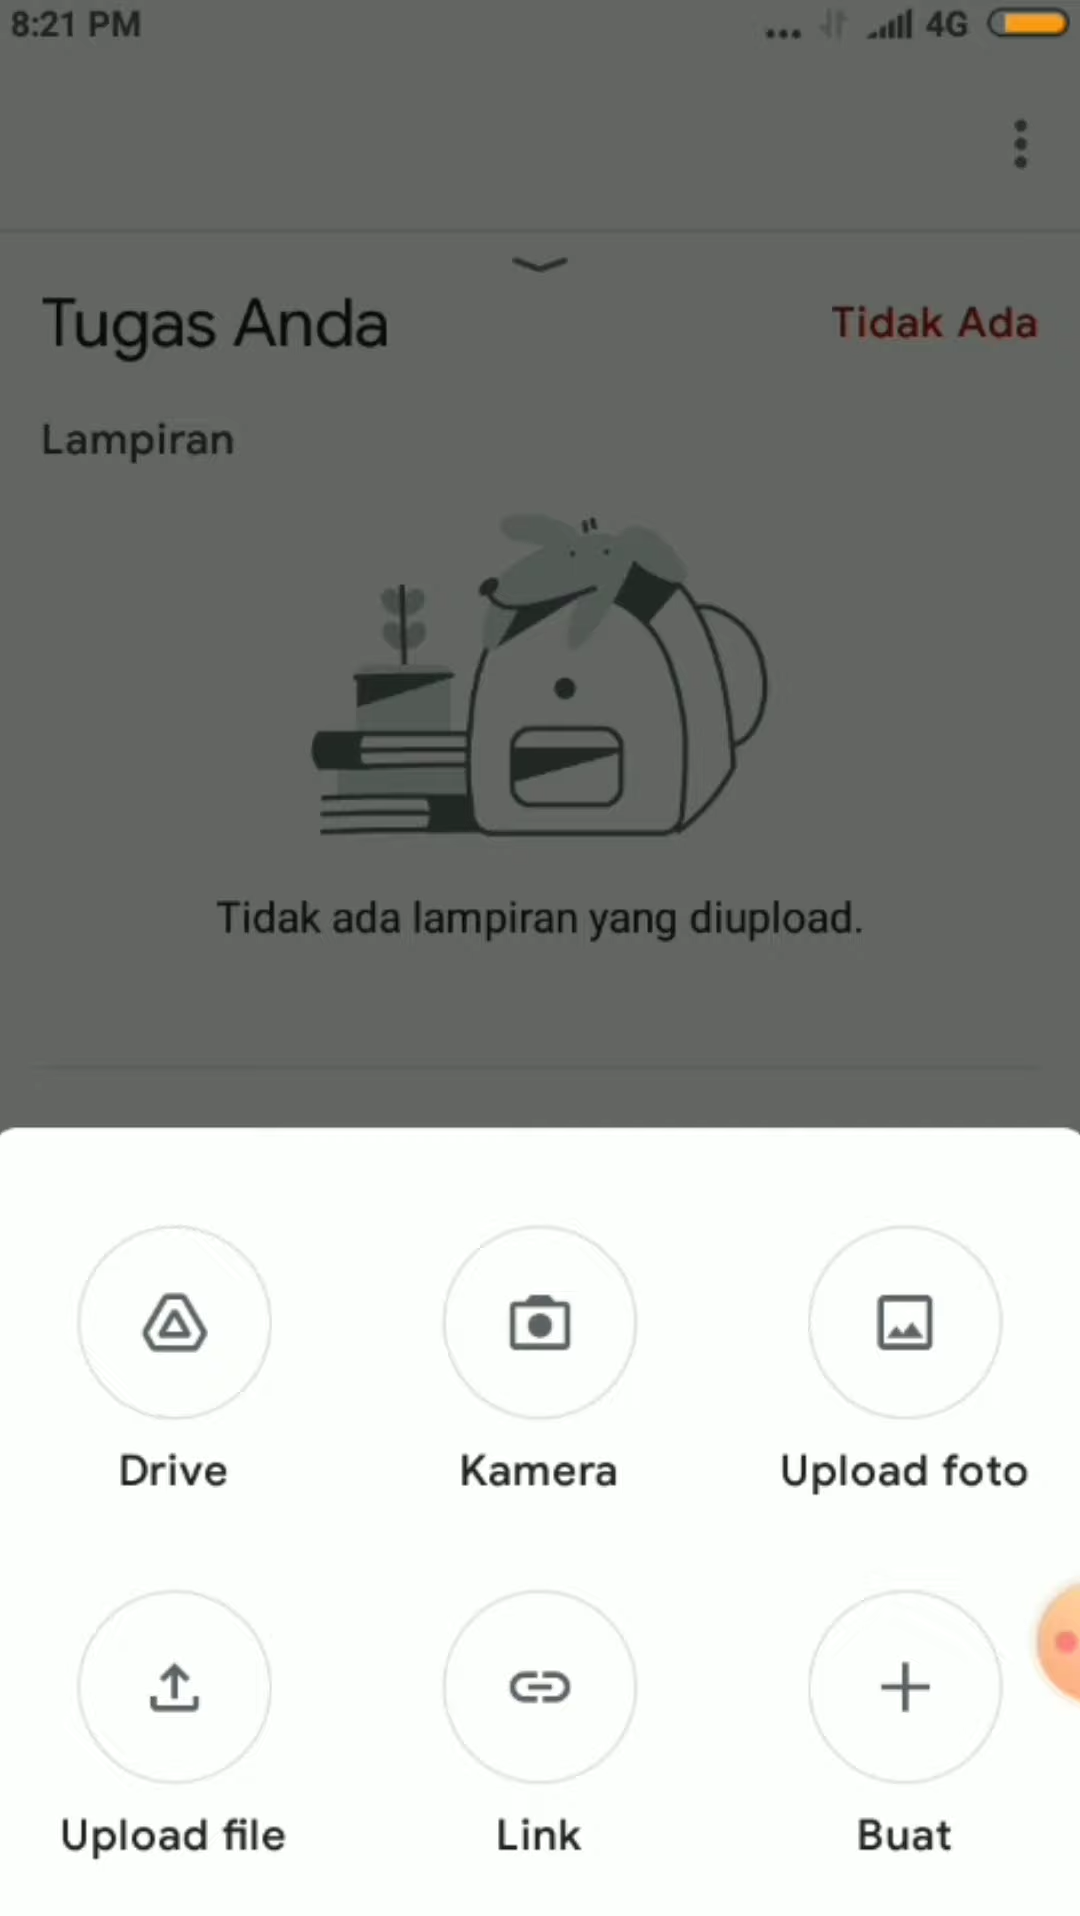 8:21 PM
4G
Tugas Anda
Tidak Ada
Lampiran
Tidak ada lampiran yang diupload.
Drive
Kamera
Upload foto
Upload file
Link
Buat